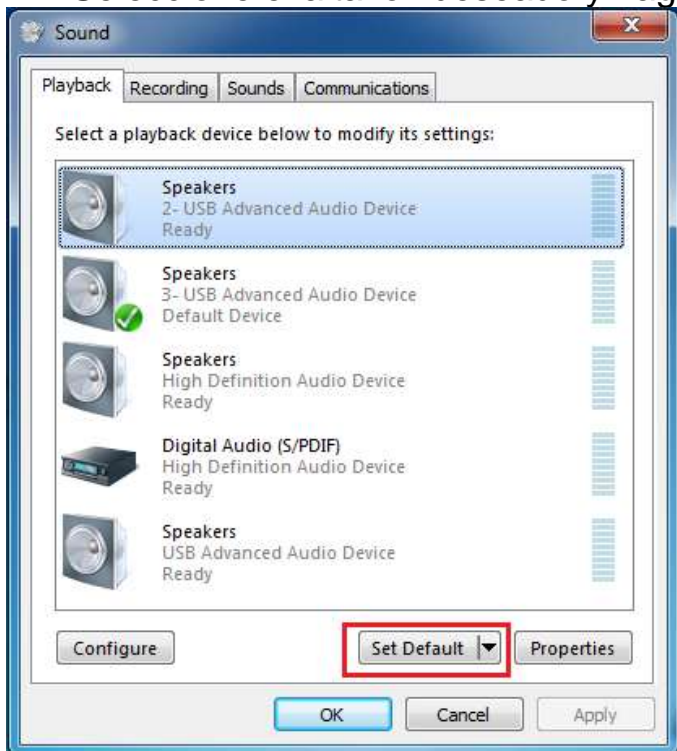 Sound
Playback Recording Sounds Communications
Select a playback device below to modify its settings:
Speakers
2- USB Advanced Audio Device
Ready
Speakers
3- USB Advanced Audio Device
Default Device
Speakers
High Definition Audio Device
Ready
Digital Audio (S/PDIF)
High Definition Audio Device
Ready
Speakers
USB Advanced Audio Device
Ready
Configure Set Default Properties
OK Cancel Apply